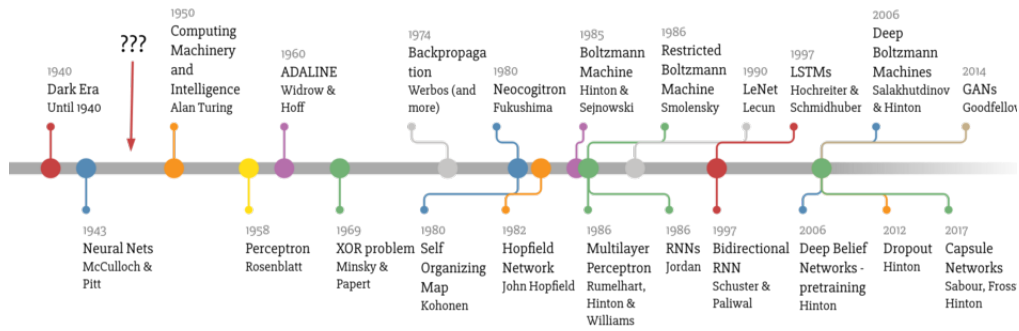 ???
1940
Dark Era
Until 1940
1950
Computing
Machinery
and
Intelligence
Alan Turing
1960
ADALINE
Widrow &
Hoff
1974
Backpropaga
tion
Werbos (and
more)
1980
Neocogitron
Fukushima
1985
Boltzmann
Machine
Hinton &
Sejnowski
1986
Restricted
Boltzmann
Machine
Smolensky
1990
LeNet
Lecun
1997
LSTMs
Hochreiter &
Schmidhuber
2006
Deep
Boltzmann
Machines
Salakhutdinov
& Hinton
2014
GANs
Goodfellow
1943
Neural Nets
McCulloch &
Pitt
1958
Perceptron
Rosenblatt
1969
XOR problem
Minsky &
Papert
1980
Self
Organizing
Map
Kohonen
1982
Hopfield
Network
John Hopfield
1986
Multilayer
Perceptron
Rumelhart,
Hinton &
Williams
1986
RNNs
Jordan
1997
Bidirectional
RNN
Schuster &
Paliwal
2006
Deep Belief
Networks -
pretraining
Hinton
2012
Dropout
Hinton
2017
Capsule
Networks
Sabour, Fross
Hinton